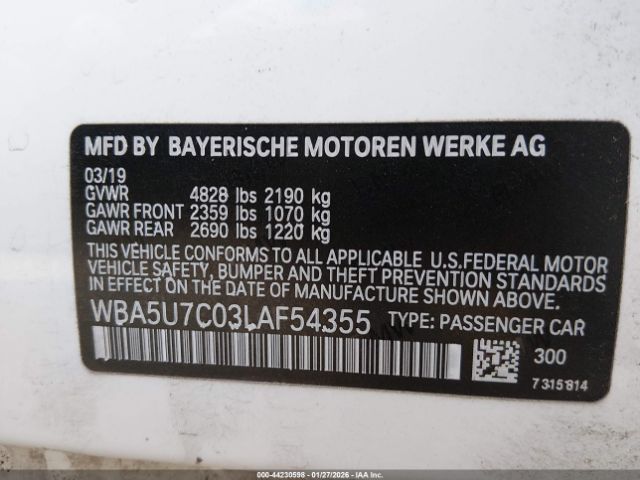 MFD BY BAYERISCHE MOTOREN WERKE AG
03/19
GVWR 4828 lbs 2190 kg
GAWR FRONT 2359 lbs 1070 kg
GAWR REAR 2690 lbs 1220 kg
THIS VEHICLE CONFORMS TO ALL APPLICABLE U.S.FEDERAL MOTOR
VEHICLE SAFETY, BUMPER AND THEFT PREVENTION STANDARDS
IN EFFECT ON THE DATE OF MANUFACTURE SHOWN ABOVE.
WBA5U7C03LAF54355 TYPE: PASSENGER CAR
300
7315814
000-44230598 | 01/27/2026 | IAA, INC.